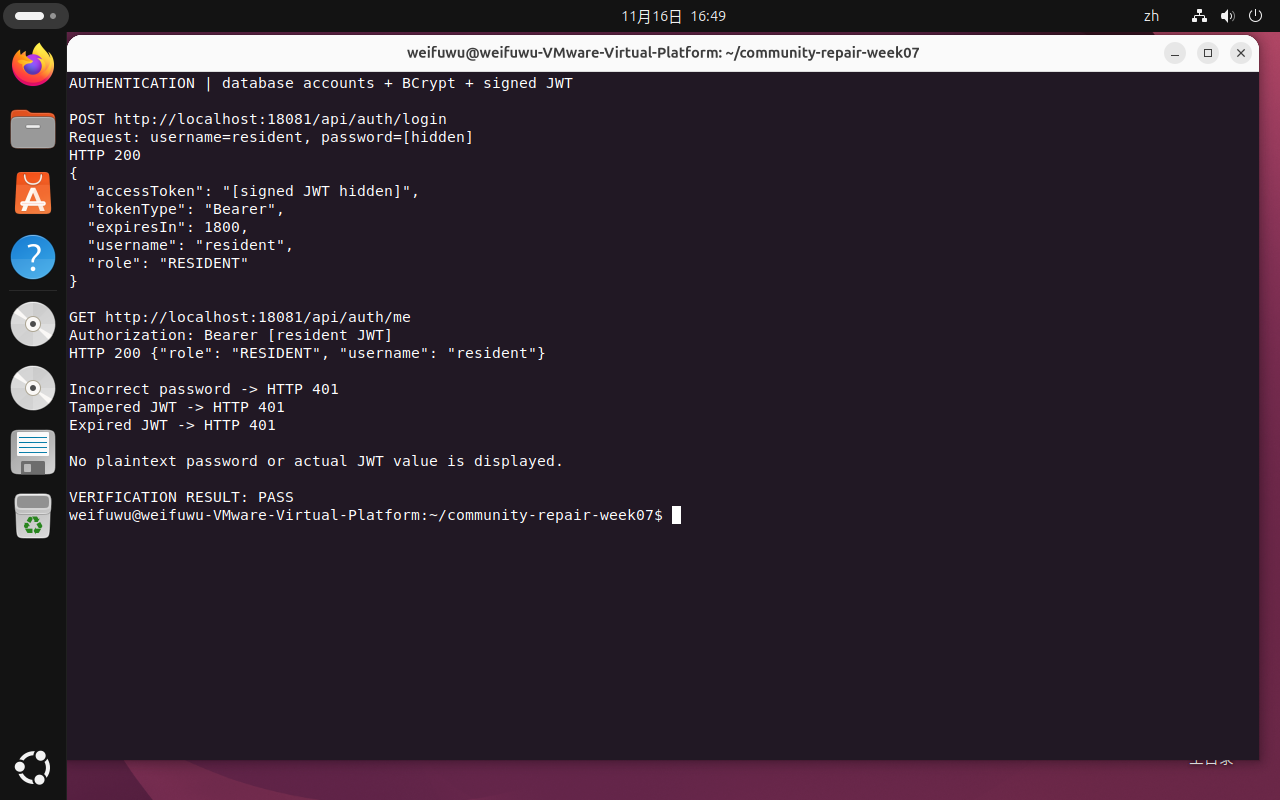 11月16日 16:49
zh
weifuwu@weifuwu-VMware-Virtual-Platform: ~/community-repair-week07
AUTHENTICATION | database accounts + BCrypt + signed JWT
POST http://localhost:18081/api/auth/login
Request: username=resident, password=[hidden]
HTTP 200
{
  "accessToken": "[signed JWT hidden]",
  "tokenType": "Bearer",
  "expiresIn": 1800,
  "username": "resident",
  "role": "RESIDENT"
}
GET http://localhost:18081/api/auth/me
Authorization: Bearer [resident JWT]
HTTP 200 {"role": "RESIDENT", "username": "resident"}
Incorrect password -> HTTP 401
Tampered JWT -> HTTP 401
Expired JWT -> HTTP 401
No plaintext password or actual JWT value is displayed.
VERIFICATION RESULT: PASS
weifuwu@weifuwu-VMware-Virtual-Platform:~/community-repair-week07$